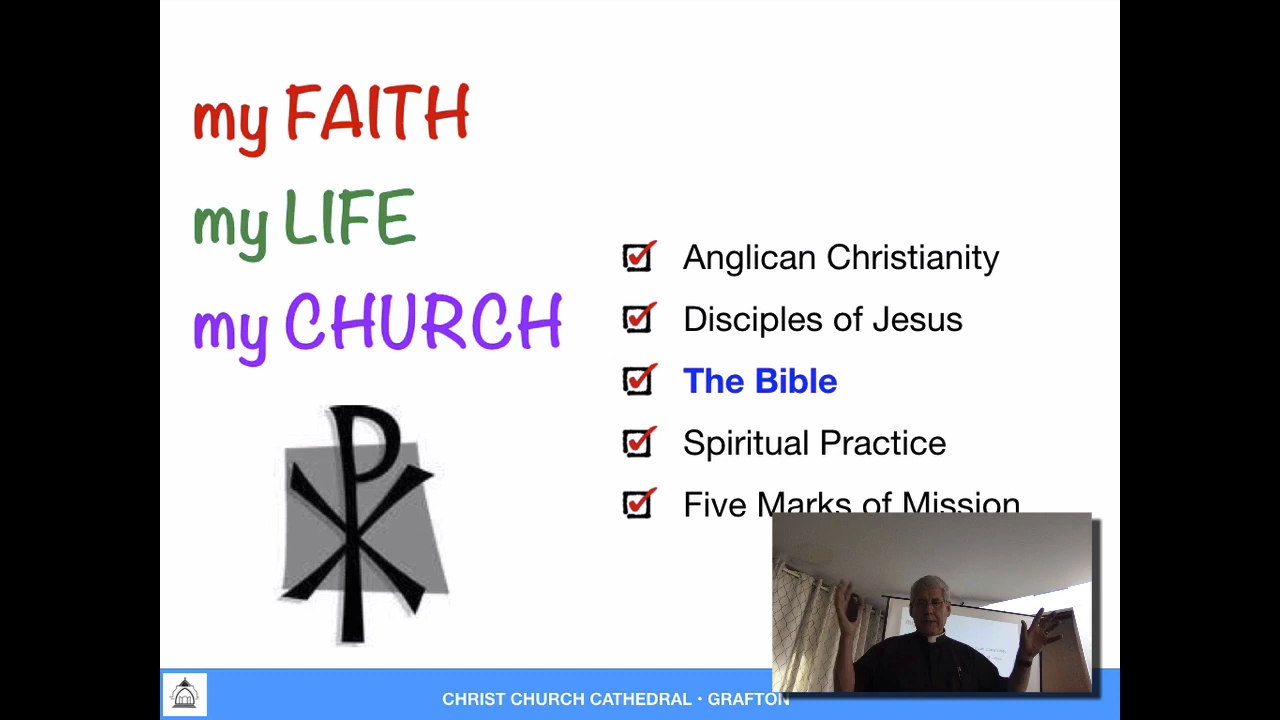 my FAITH
my LIFE
my CHURCH
Anglican Christianity
Disciples of Jesus
The Bible
Spiritual Practice
Five Marks of Mission
CHRIST CHURCH CATHEDRAL • GRAFTON